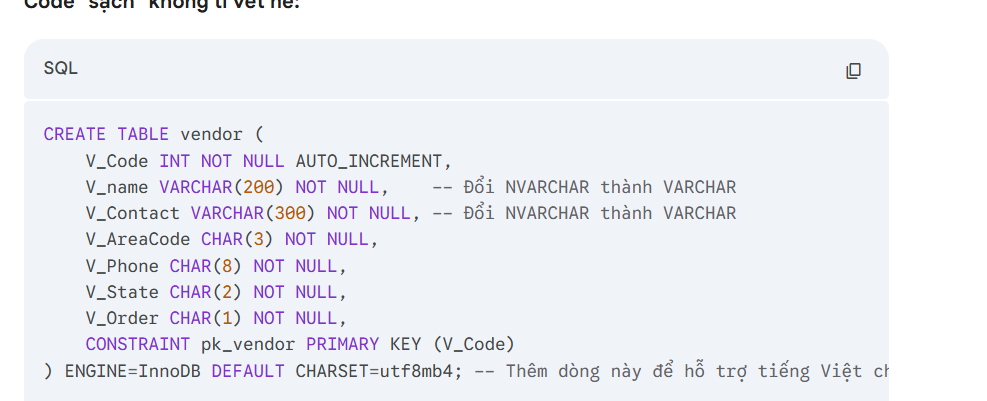 Code "sạch" không tì vết nè:
SQL
CREATE TABLE vendor (
    V_Code INT NOT NULL AUTO_INCREMENT,
    V_name VARCHAR(200) NOT NULL,    -- Đổi NVARCHAR thành VARCHAR
    V_Contact VARCHAR(300) NOT NULL, -- Đổi NVARCHAR thành VARCHAR
    V_AreaCode CHAR(3) NOT NULL,
    V_Phone CHAR(8) NOT NULL,
    V_State CHAR(2) NOT NULL,
    V_Order CHAR(1) NOT NULL,
    CONSTRAINT pk_vendor PRIMARY KEY (V_Code)
) ENGINE=InnoDB DEFAULT CHARSET=utf8mb4; -- Thêm dòng này để hỗ trợ tiếng Việt